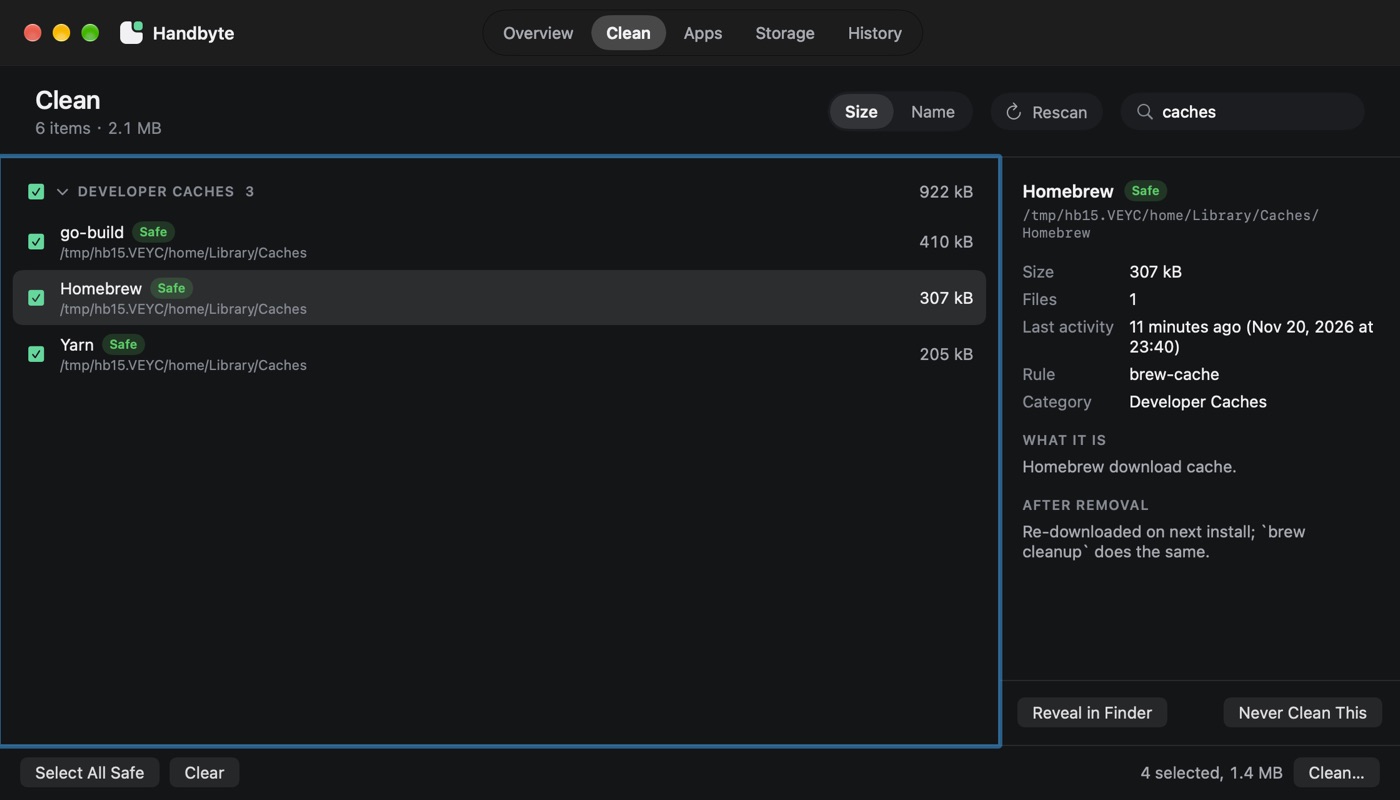 Handbyte
Overview
Clean
Apps
Storage
History
Clean
6 items · 2.1 MB
Size
Name
Rescan
caches
DEVELOPER CACHES 3
922 kB
go-build Safe
/tmp/hb15.VEYC/home/Library/Caches
410 kB
Homebrew Safe
/tmp/hb15.VEYC/home/Library/Caches
307 kB
Yarn Safe
/tmp/hb15.VEYC/home/Library/Caches
205 kB
Homebrew Safe
/tmp/hb15.VEYC/home/Library/Caches/
Homebrew
Size 307 kB
Files 1
Last activity 11 minutes ago (Nov 20, 2026 at
23:40)
Rule brew-cache
Category Developer Caches
WHAT IT IS
Homebrew download cache.
AFTER REMOVAL
Re-downloaded on next install; `brew
cleanup` does the same.
Reveal in Finder
Never Clean This
Select All Safe
Clear
4 selected, 1.4 MB
Clean...